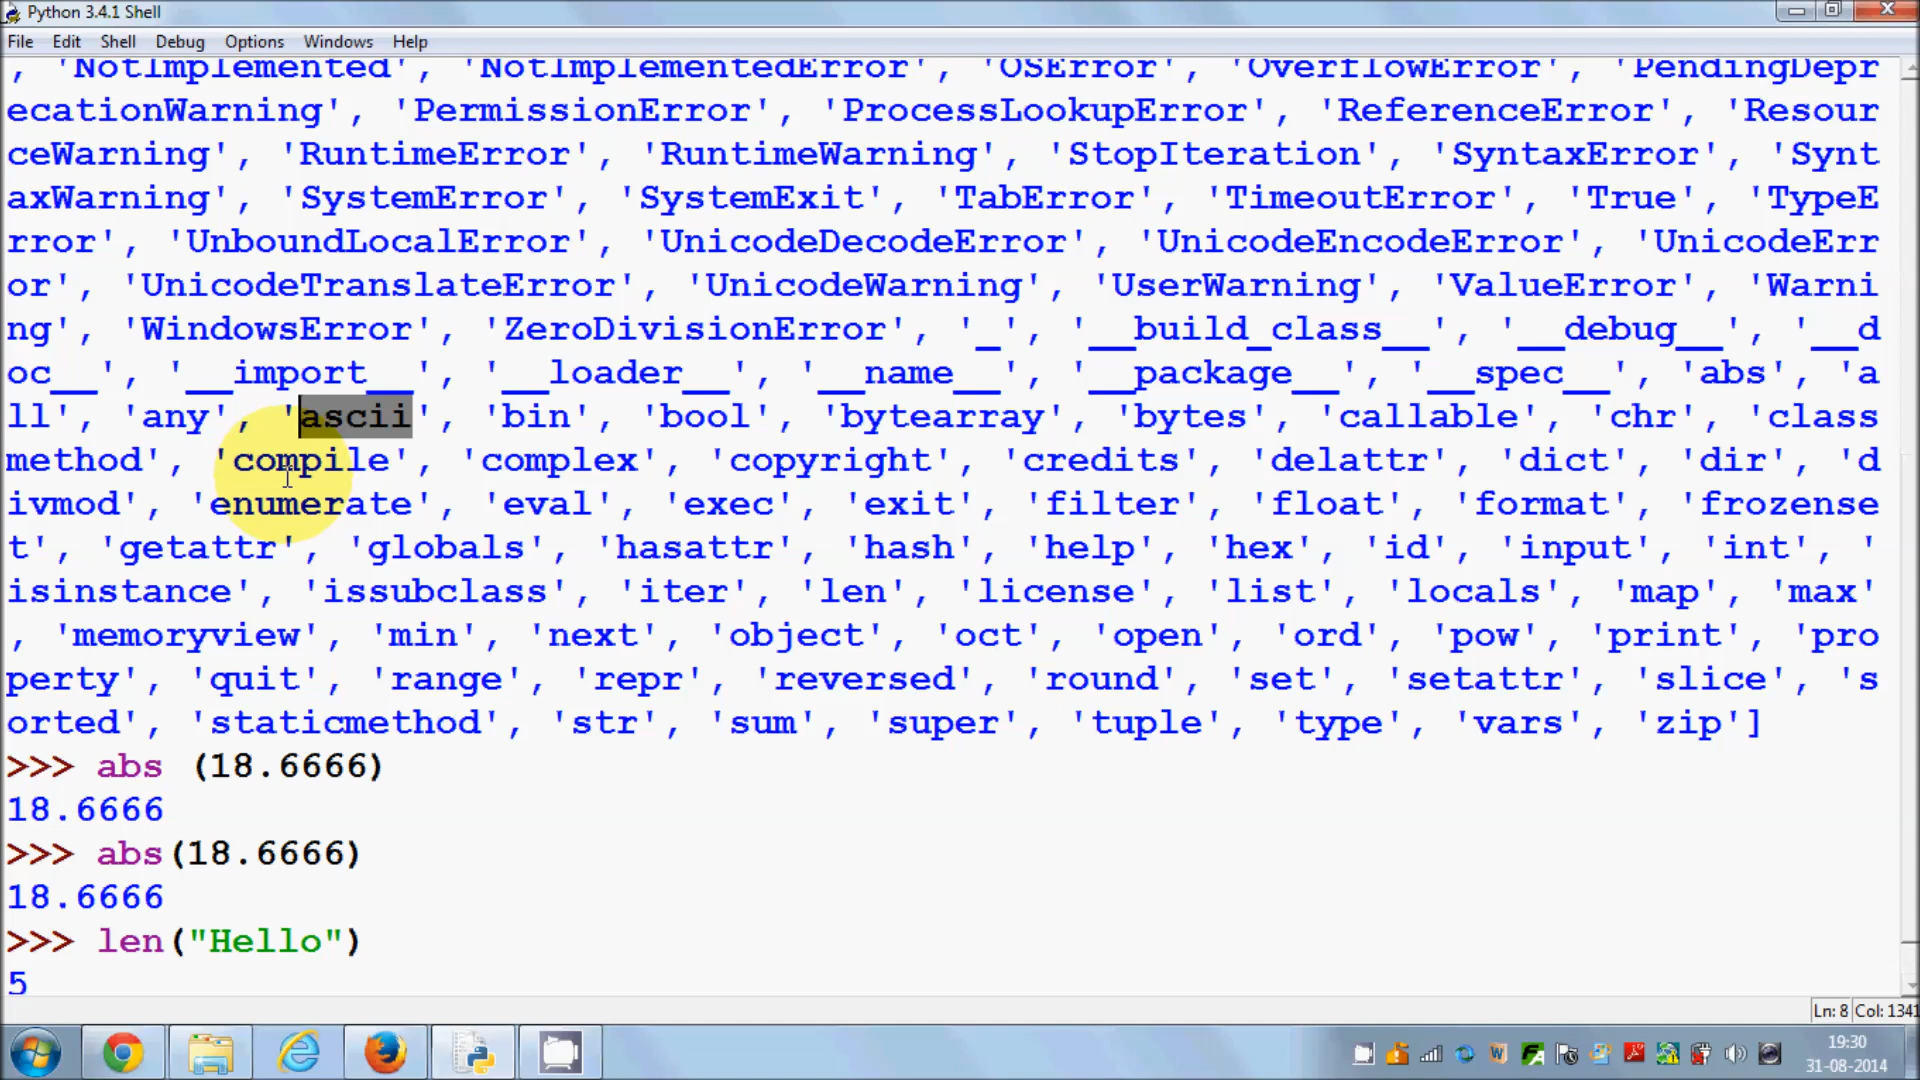 Python 3.4.1 Shell
File Edit Shell Debug Options Windows Help
, 'NotImplemented', 'NotImplementedError', 'OSError', 'OverflowError', 'PendingDepr
ecationWarning', 'PermissionError', 'ProcessLookupError', 'ReferenceError', 'Resour
ceWarning', 'RuntimeError', 'RuntimeWarning', 'StopIteration', 'SyntaxError', 'Synt
axWarning', 'SystemError', 'SystemExit', 'TabError', 'TimeoutError', 'True', 'TypeE
rror', 'UnboundLocalError', 'UnicodeDecodeError', 'UnicodeEncodeError', 'UnicodeErr
or', 'UnicodeTranslateError', 'UnicodeWarning', 'UserWarning', 'ValueError', 'Warni
ng', 'WindowsError', 'ZeroDivisionError', '_', '__build_class__', '__debug__', '__d
oc__', '__import__', '__loader__', '__name__', '__package__', '__spec__', 'abs', 'a
ll', 'any', 'ascii', 'bin', 'bool', 'bytearray', 'bytes', 'callable', 'chr', 'class
method', 'compile', 'complex', 'copyright', 'credits', 'delattr', 'dict', 'dir', 'd
ivmod', 'enumerate', 'eval', 'exec', 'exit', 'filter', 'float', 'format', 'frozense
t', 'getattr', 'globals', 'hasattr', 'hash', 'help', 'hex', 'id', 'input', 'int', '
isinstance', 'issubclass', 'iter', 'len', 'license', 'list', 'locals', 'map', 'max'
, 'memoryview', 'min', 'next', 'object', 'oct', 'open', 'ord', 'pow', 'print', 'pro
perty', 'quit', 'range', 'repr', 'reversed', 'round', 'set', 'setattr', 'slice', 's
orted', 'staticmethod', 'str', 'sum', 'super', 'tuple', 'type', 'vars', 'zip']
>>> abs (18.6666)
18.6666
>>> abs(18.6666)
18.6666
>>> len("Hello")
5
Ln: 8 Col: 1341
19:30
31-08-2014